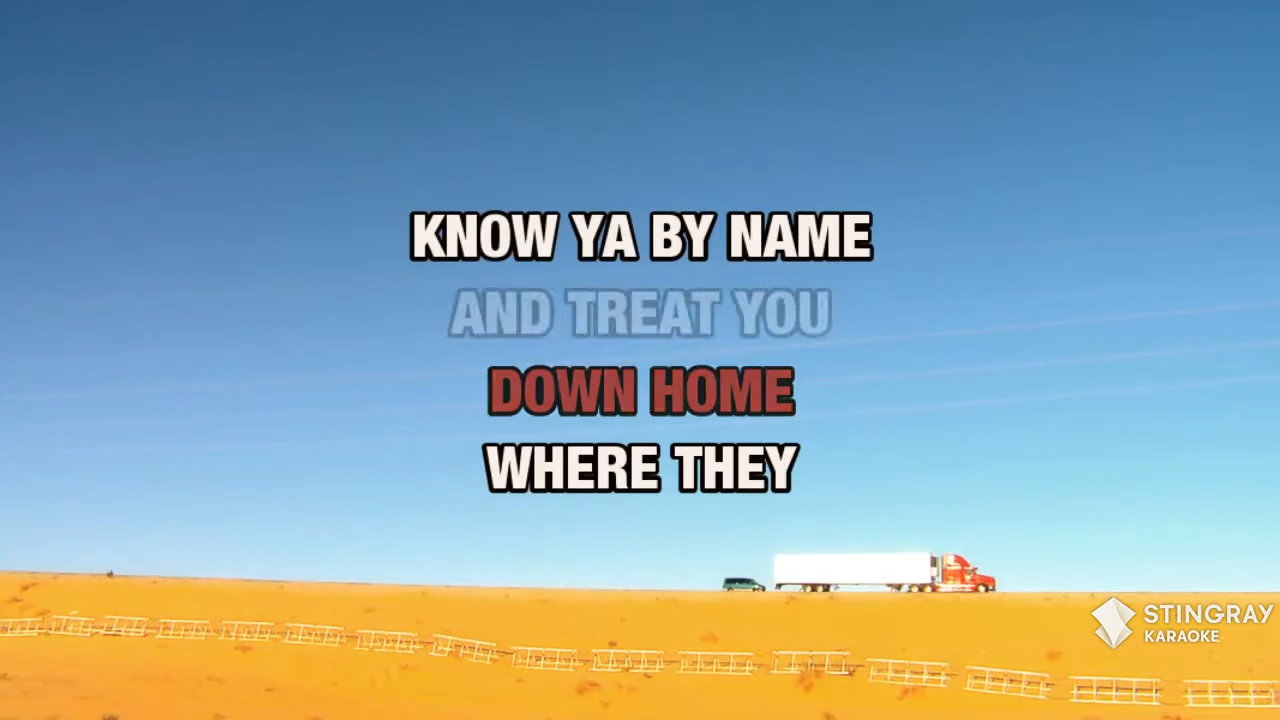 KNOW YA BY NAME
AND TREAT YOU
DOWN HOME
WHERE THEY
STINGRAY
KARAOKE